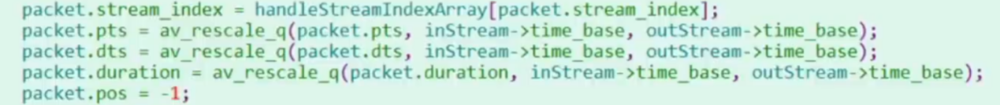 packet.stream_index = handleStreamIndexArray[packet.stream_index];
packet.pts = av_rescale_q(packet.pts, inStream->time_base, outStream->time_base);
packet.dts = av_rescale_q(packet.dts, inStream->time_base, outStream->time_base);
packet.duration = av_rescale_q(packet.duration, inStream->time_base, outStream->time_base);
packet.pos = -1;